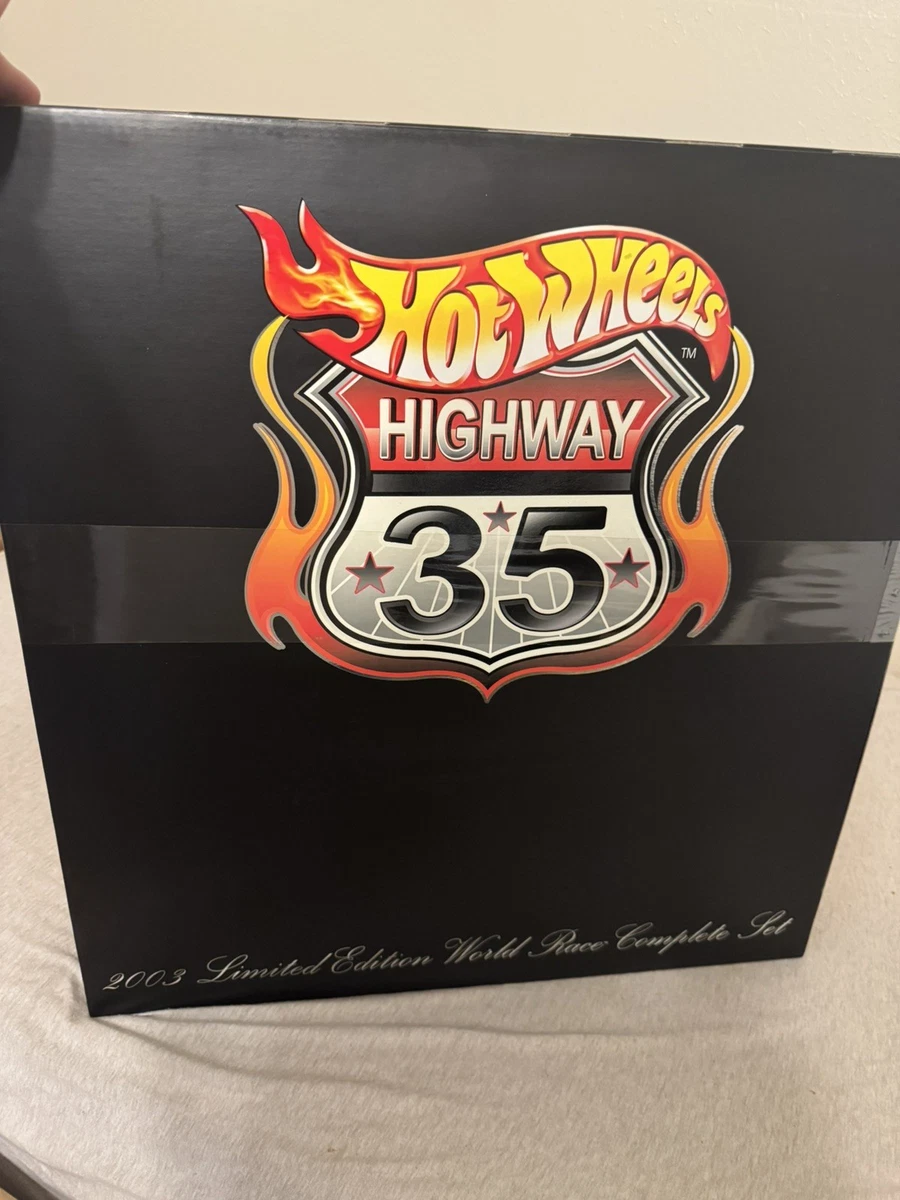 Hot Wheels
TM
HIGHWAY
35
2003 Limited Edition World Race Complete Set